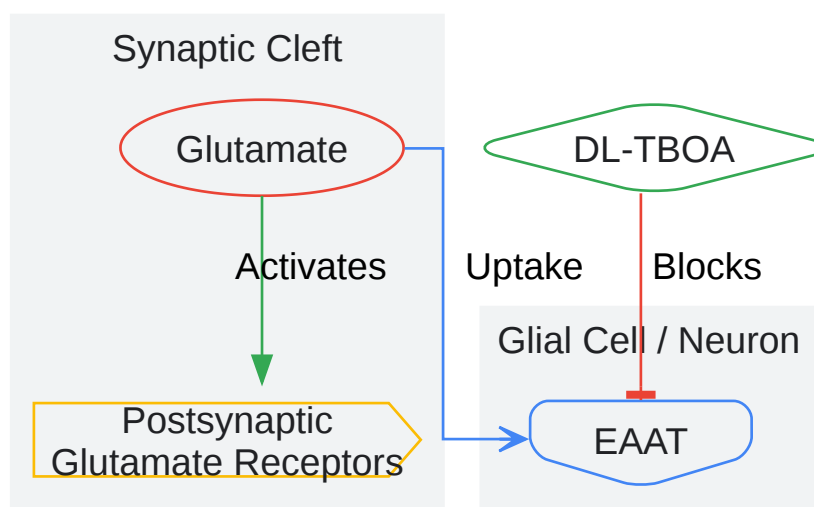 Synaptic Cleft
Glutamate
DL-TBOA
Activates
Uptake
Blocks
Glial Cell / Neuron
Postsynaptic
Glutamate Receptors
EAAT